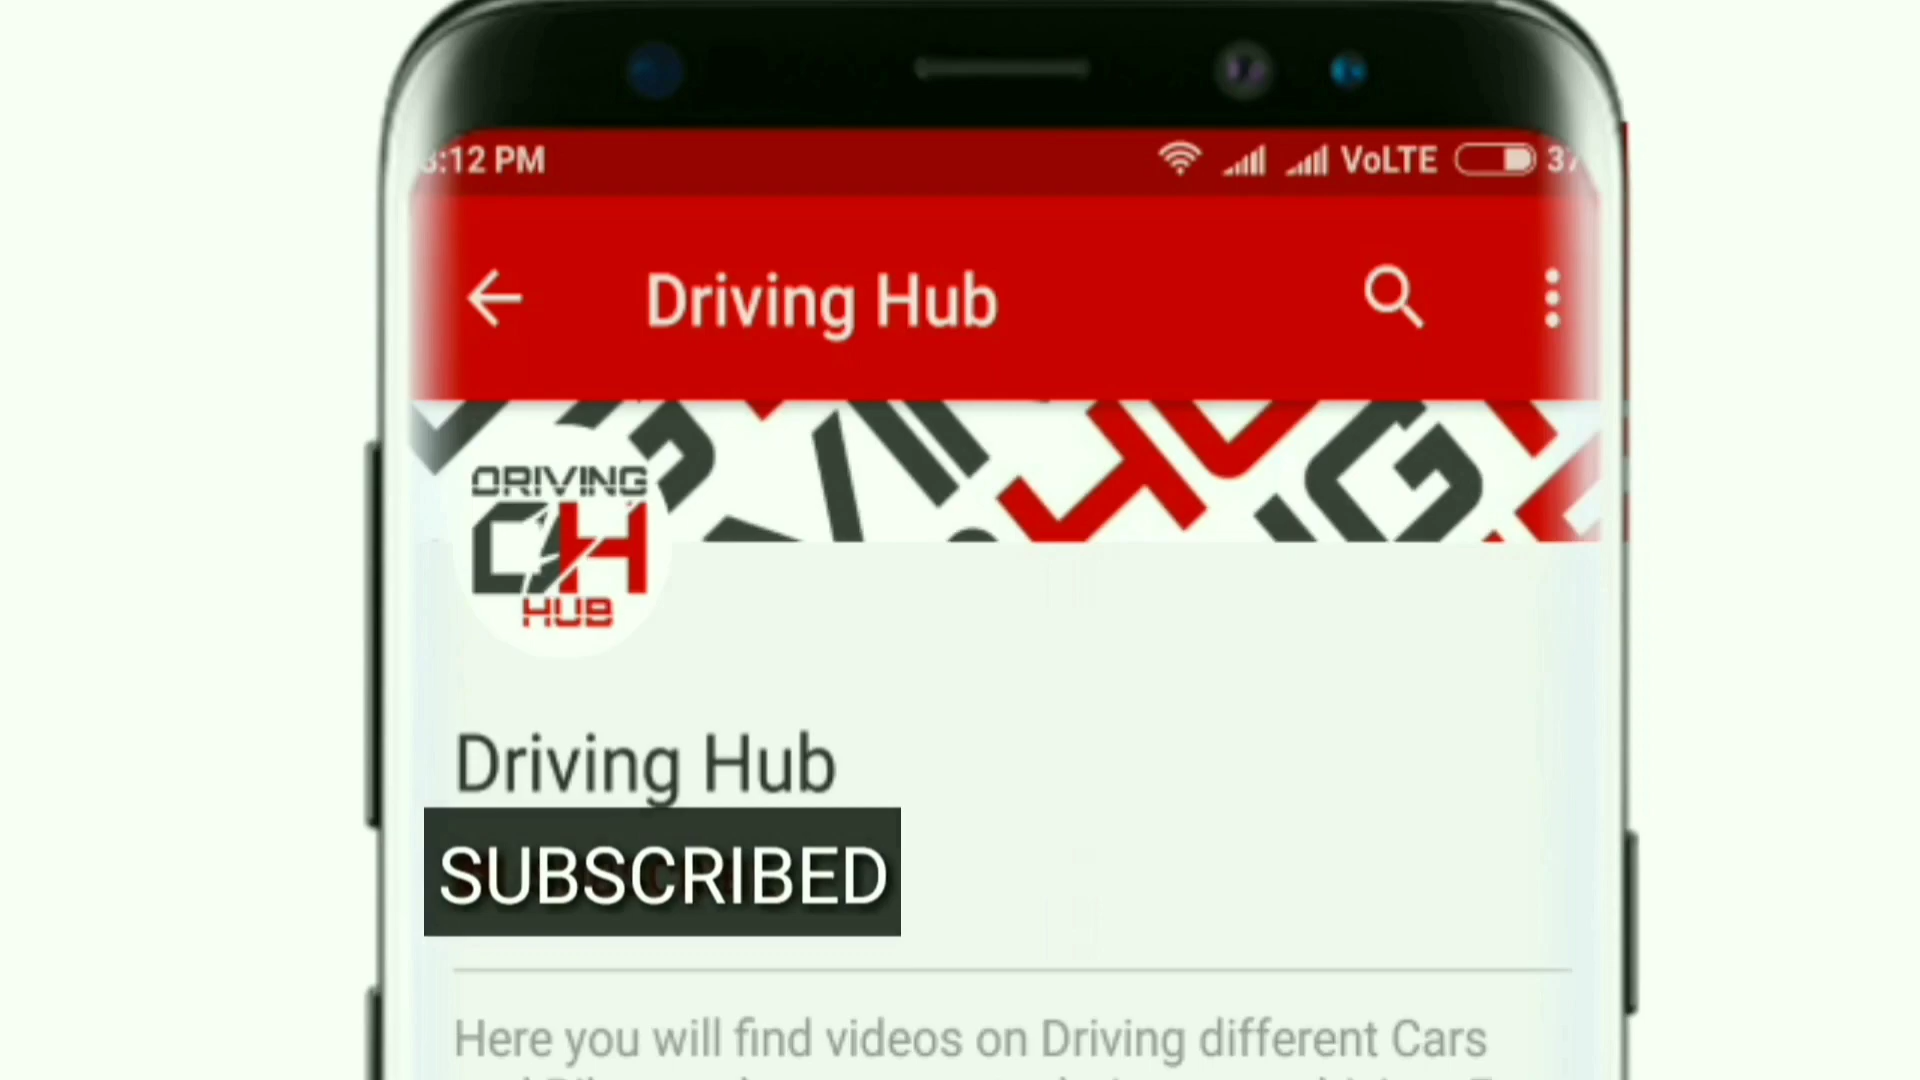 :12 PM
VoLTE
Driving Hub
DRIVING
DH
HUB
Driving Hub
SUBSCRIBED
Here you will find videos on Driving different Cars